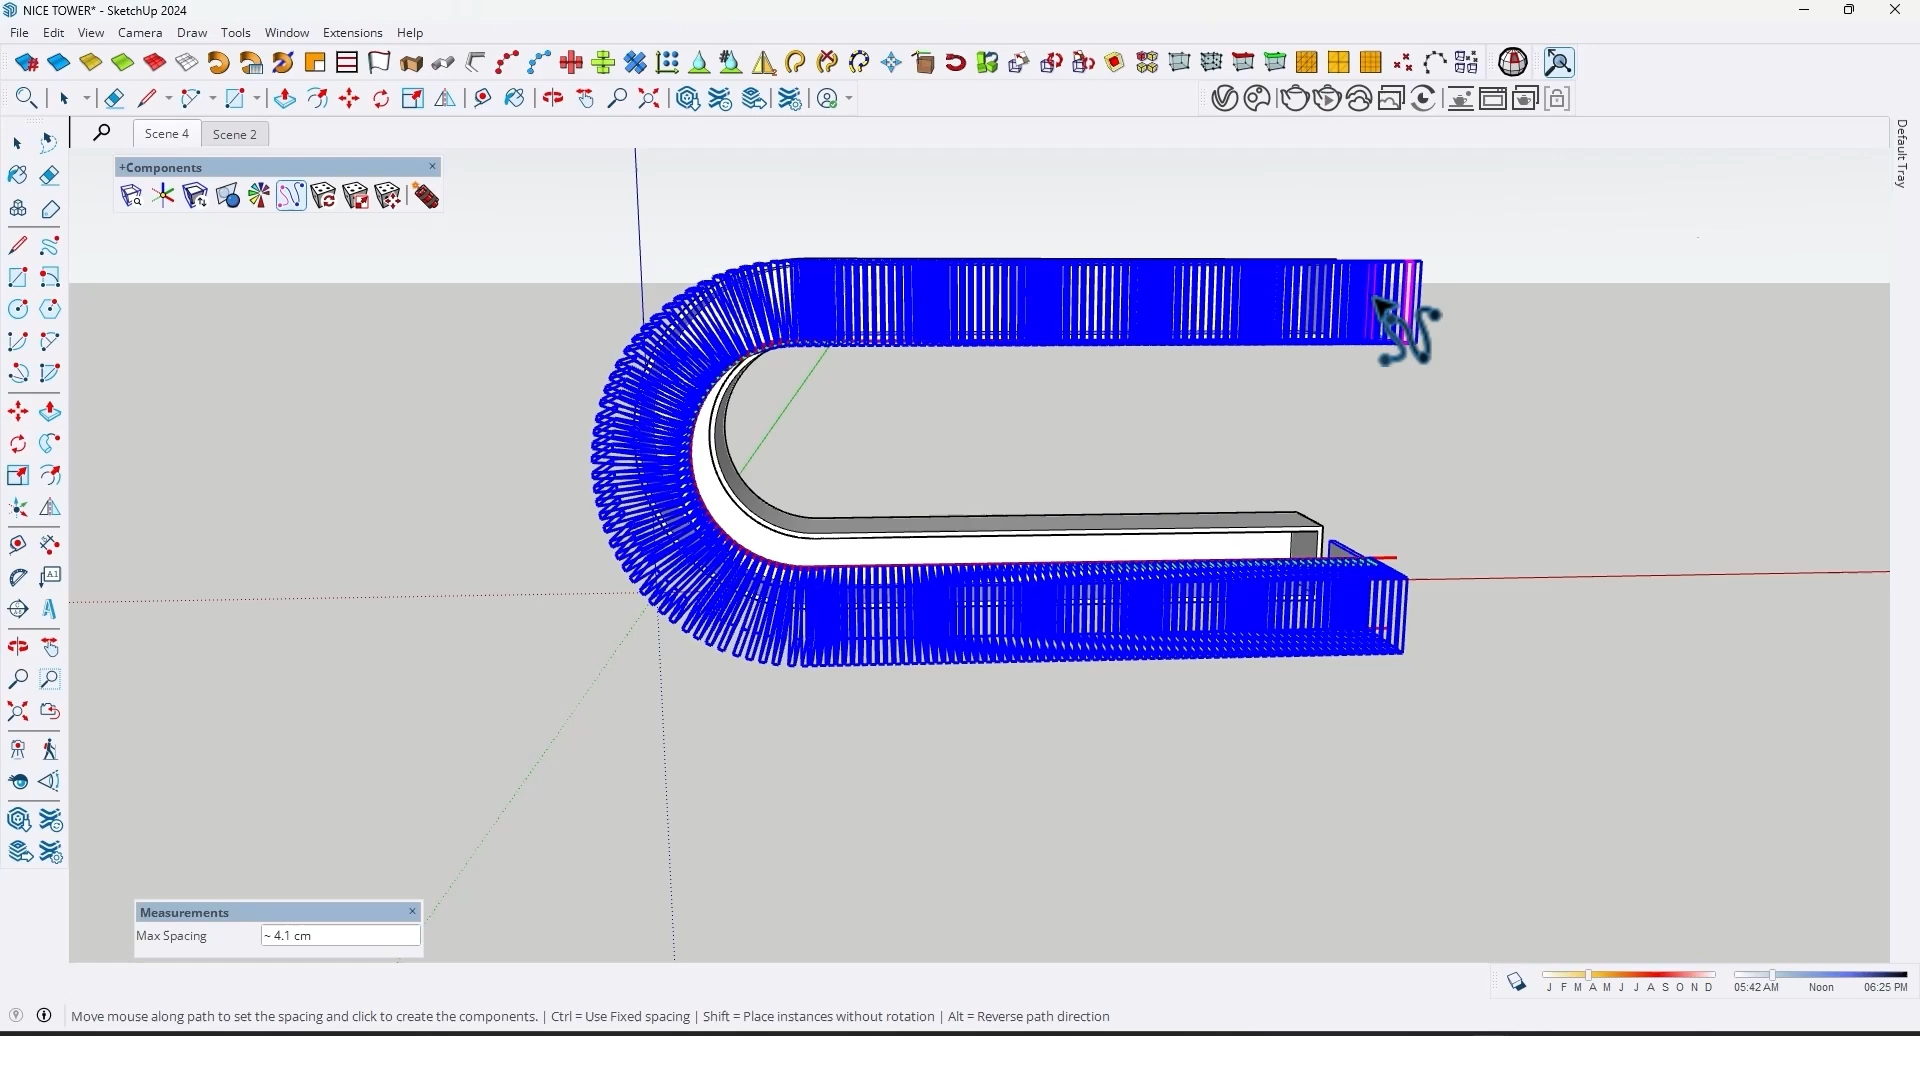 NICE TOWER* - SketchUp 2024
File Edit View Camera Draw Tools Window Extensions Help
Scene 4 Scene 2
Default Tray
+Components
A1
Measurements
Max Spacing ~ 4.1 cm
J F M A M J J A S O N D 05:42 AM Noon 06:25 PM
Move mouse along path to set the spacing and click to create the components. | Ctrl = Use Fixed spacing | Shift = Place instances without rotation | Alt = Reverse path direction